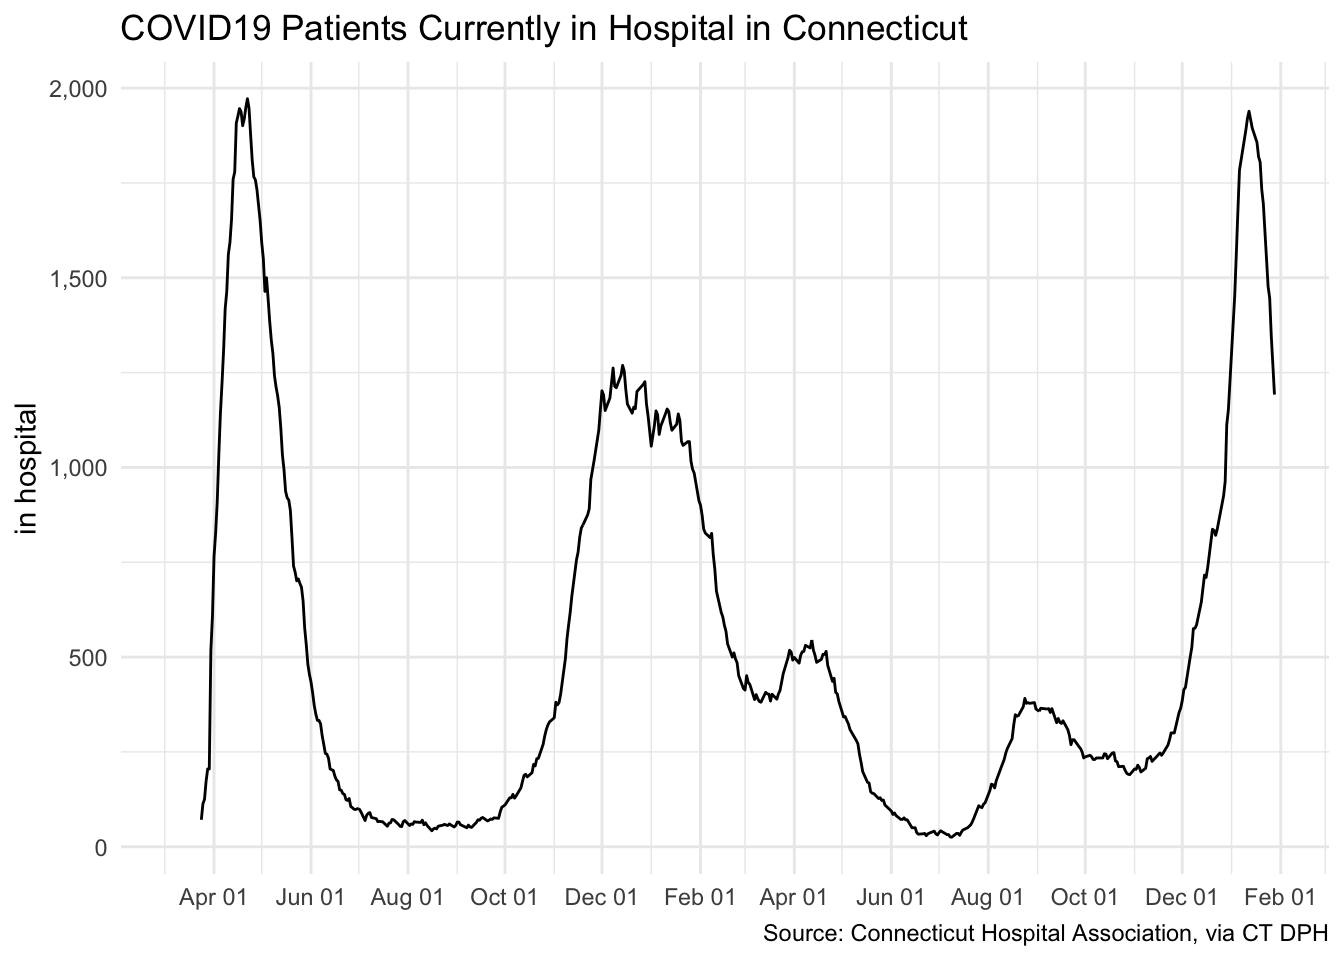 COVID19 Patients Currently in Hospital in Connecticut
2,000
1,500
1,000
500
0
in hospital
Apr 01 Jun 01 Aug 01 Oct 01 Dec 01 Feb 01 Apr 01 Jun 01 Aug 01 Oct 01 Dec 01 Feb 01
Source: Connecticut Hospital Association, via CT DPH